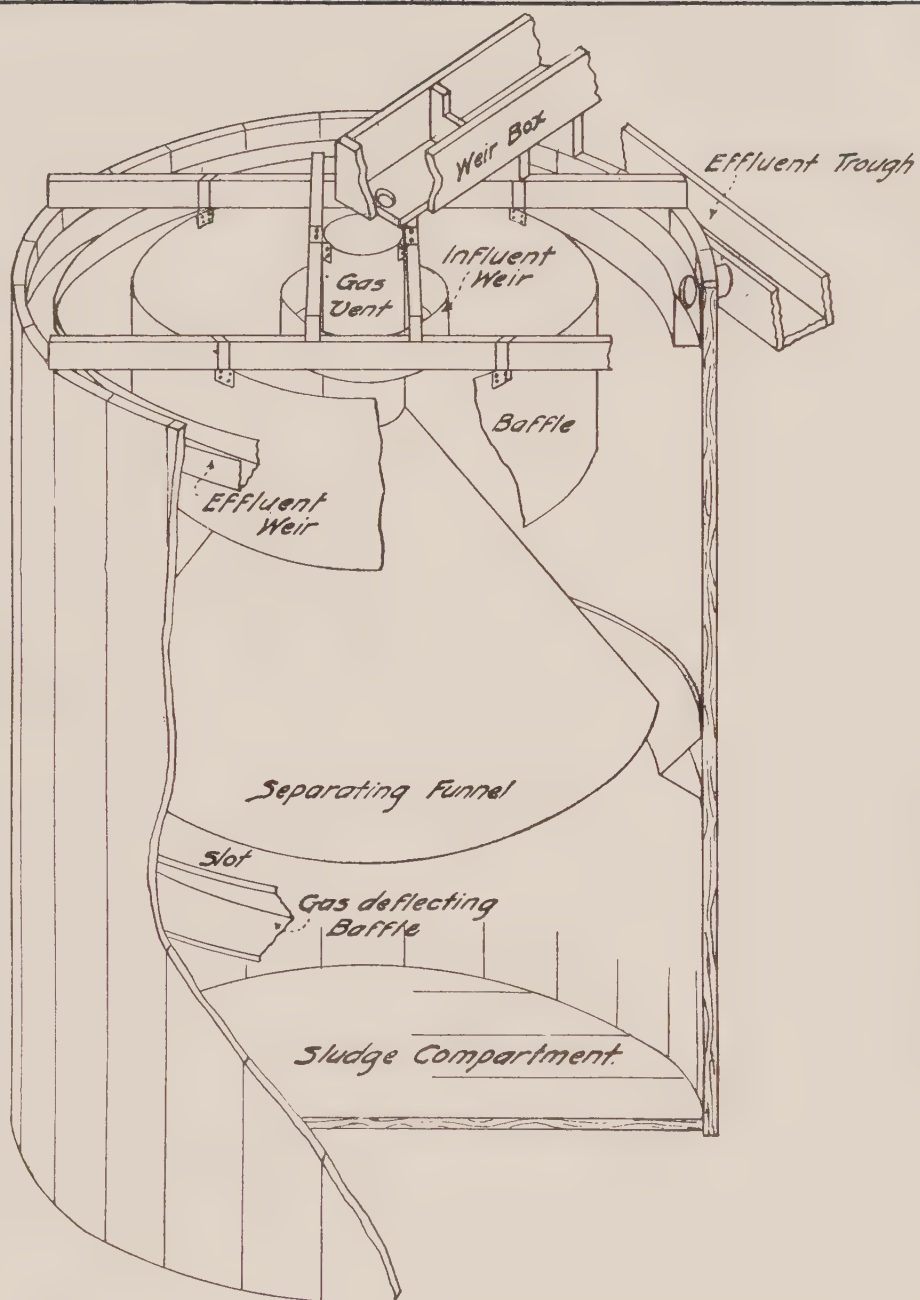 Weir Box
Effluent Trough
Influent
Weir
Gas
Vent
Baffle
Effluent
Weir
Separating Funnel
Slot
Gas deflecting
Baffle
Sludge Compartment.